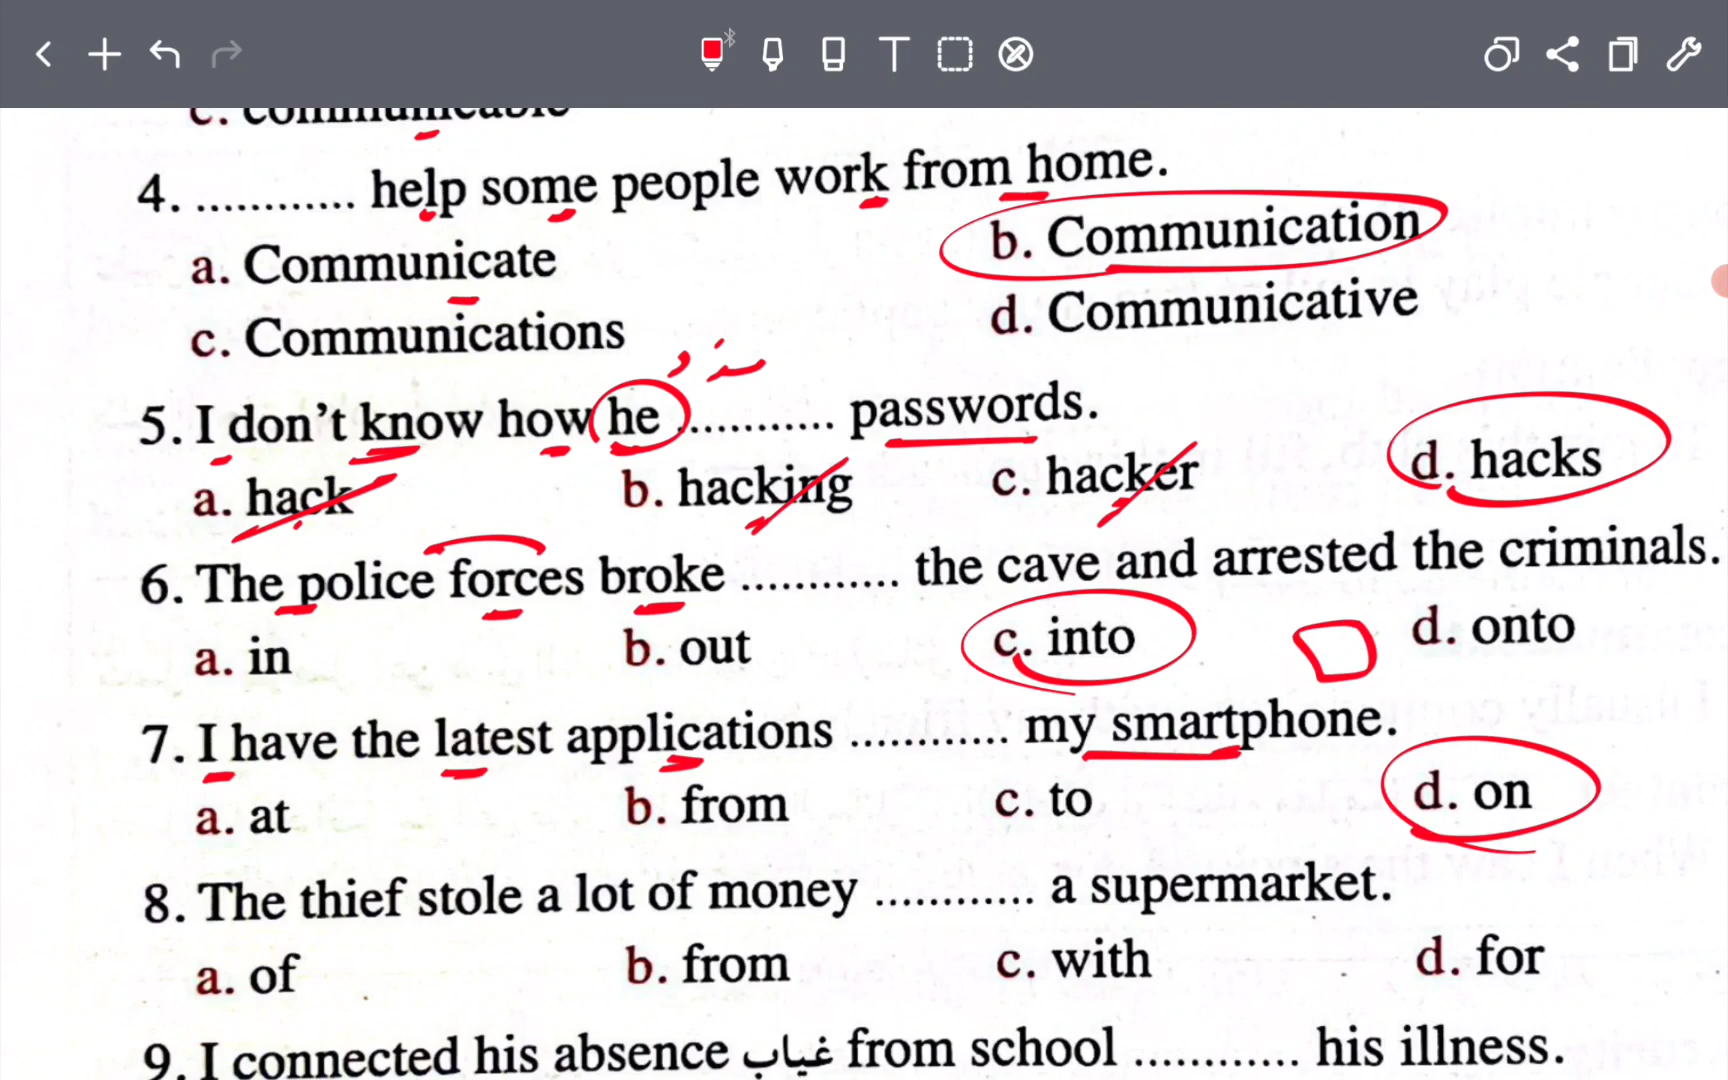 c. communicable
4. ............ help some people work from home.
a. Communicate b. Communication
c. Communications d. Communicative
5. I don't know how he ............ passwords.
a. hack b. hacking c. hacker d. hacks
6. The police forces broke ............ the cave and arrested the criminals.
a. in b. out c. into d. onto
7. I have the latest applications ............ my smartphone.
a. at b. from c. to d. on
8. The thief stole a lot of money ............ a supermarket.
a. of b. from c. with d. for
9. I connected his absence غياب from school ............ his illness.